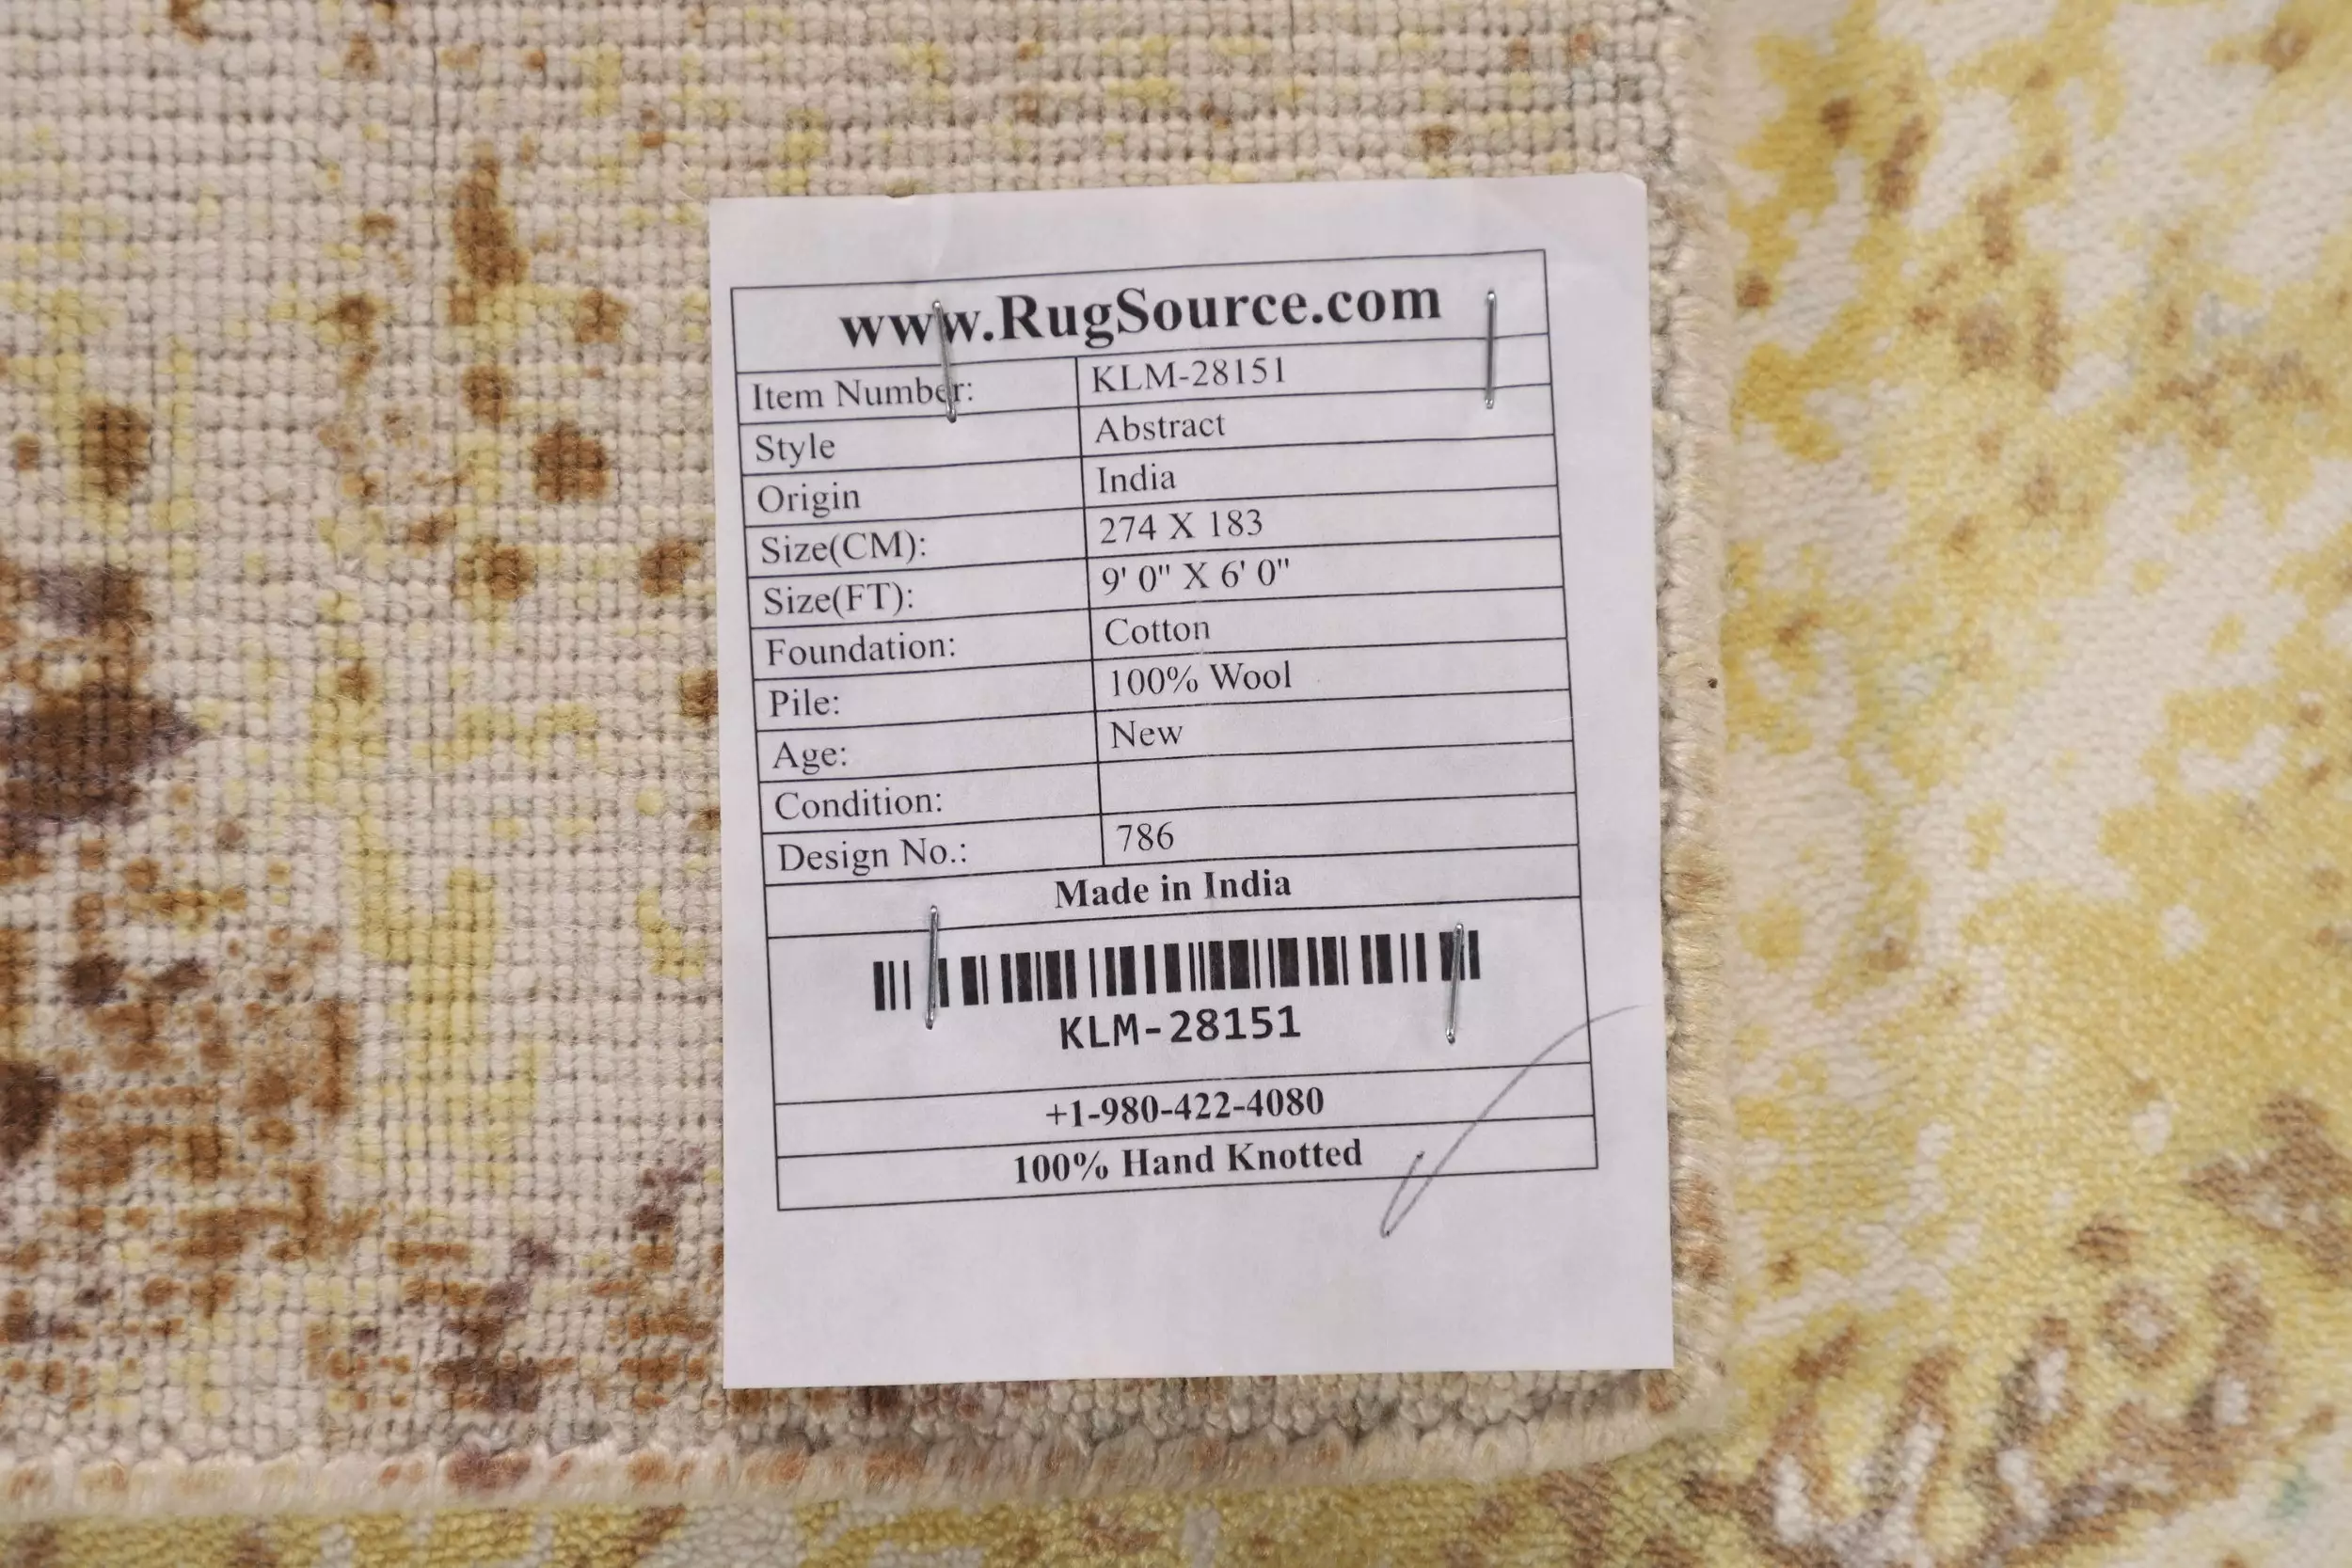 www.RugSource.com
Item Number: KLM-28151
Style Abstract
Origin India
Size(CM): 274 X 183
Size(FT): 9' 0" X 6' 0"
Foundation: Cotton
Pile: 100% Wool
Age: New
Condition:
Design No.: 786
Made in India
KLM-28151
+1-980-422-4080
100% Hand Knotted